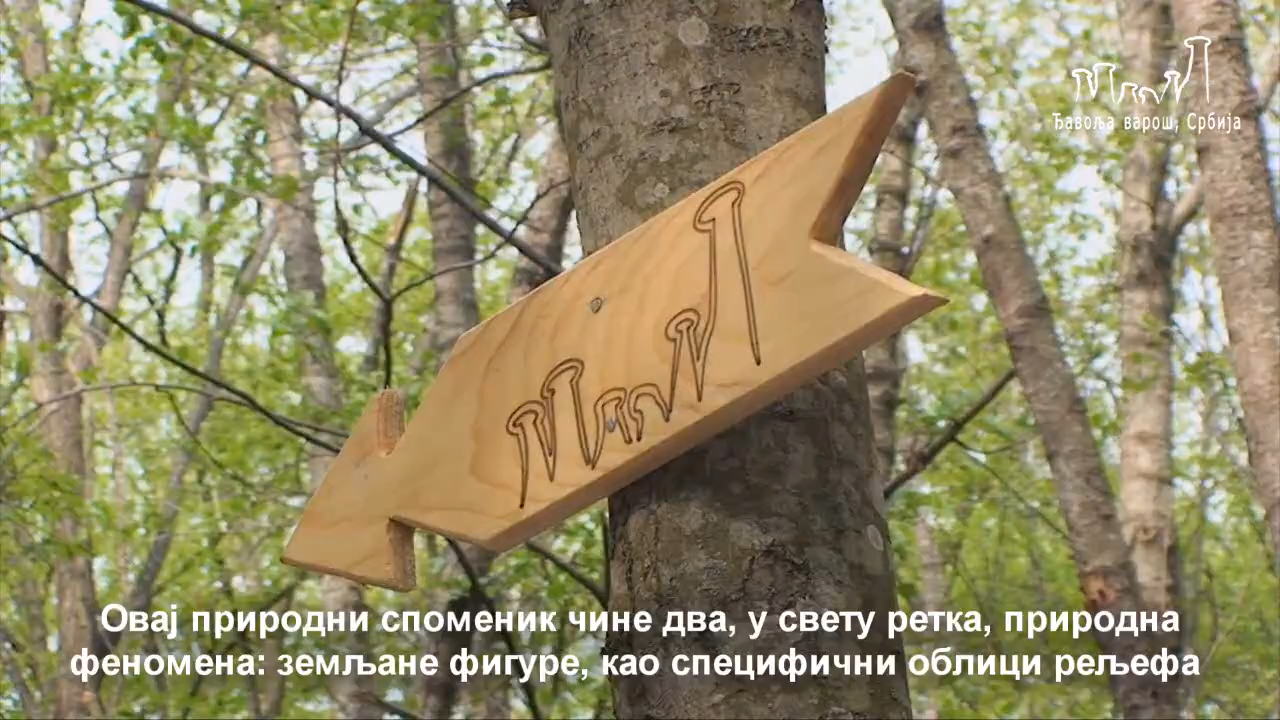 Ђавоља варош, Србија
Овај природни споменик чине два, у свету ретка, природна
феномена: земљане фигуре, као специфични облици рељефа